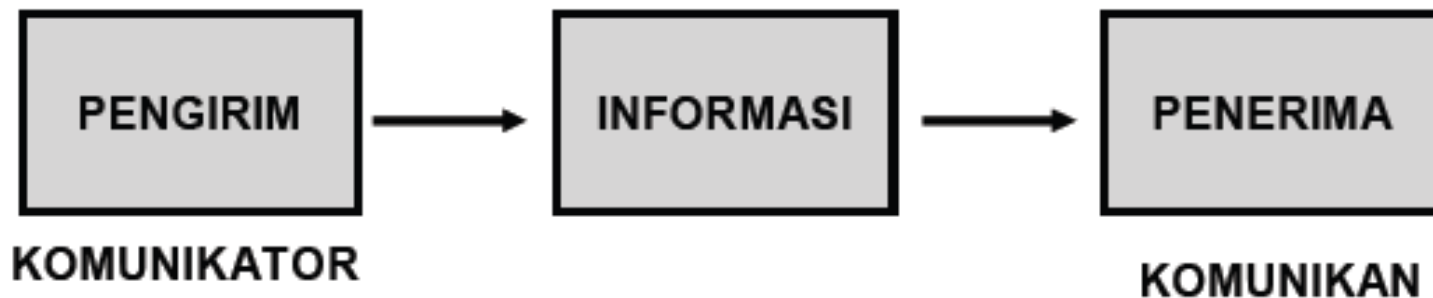 PENGIRIM
INFORMASI
PENERIMA
KOMUNIKATOR
KOMUNIKAN